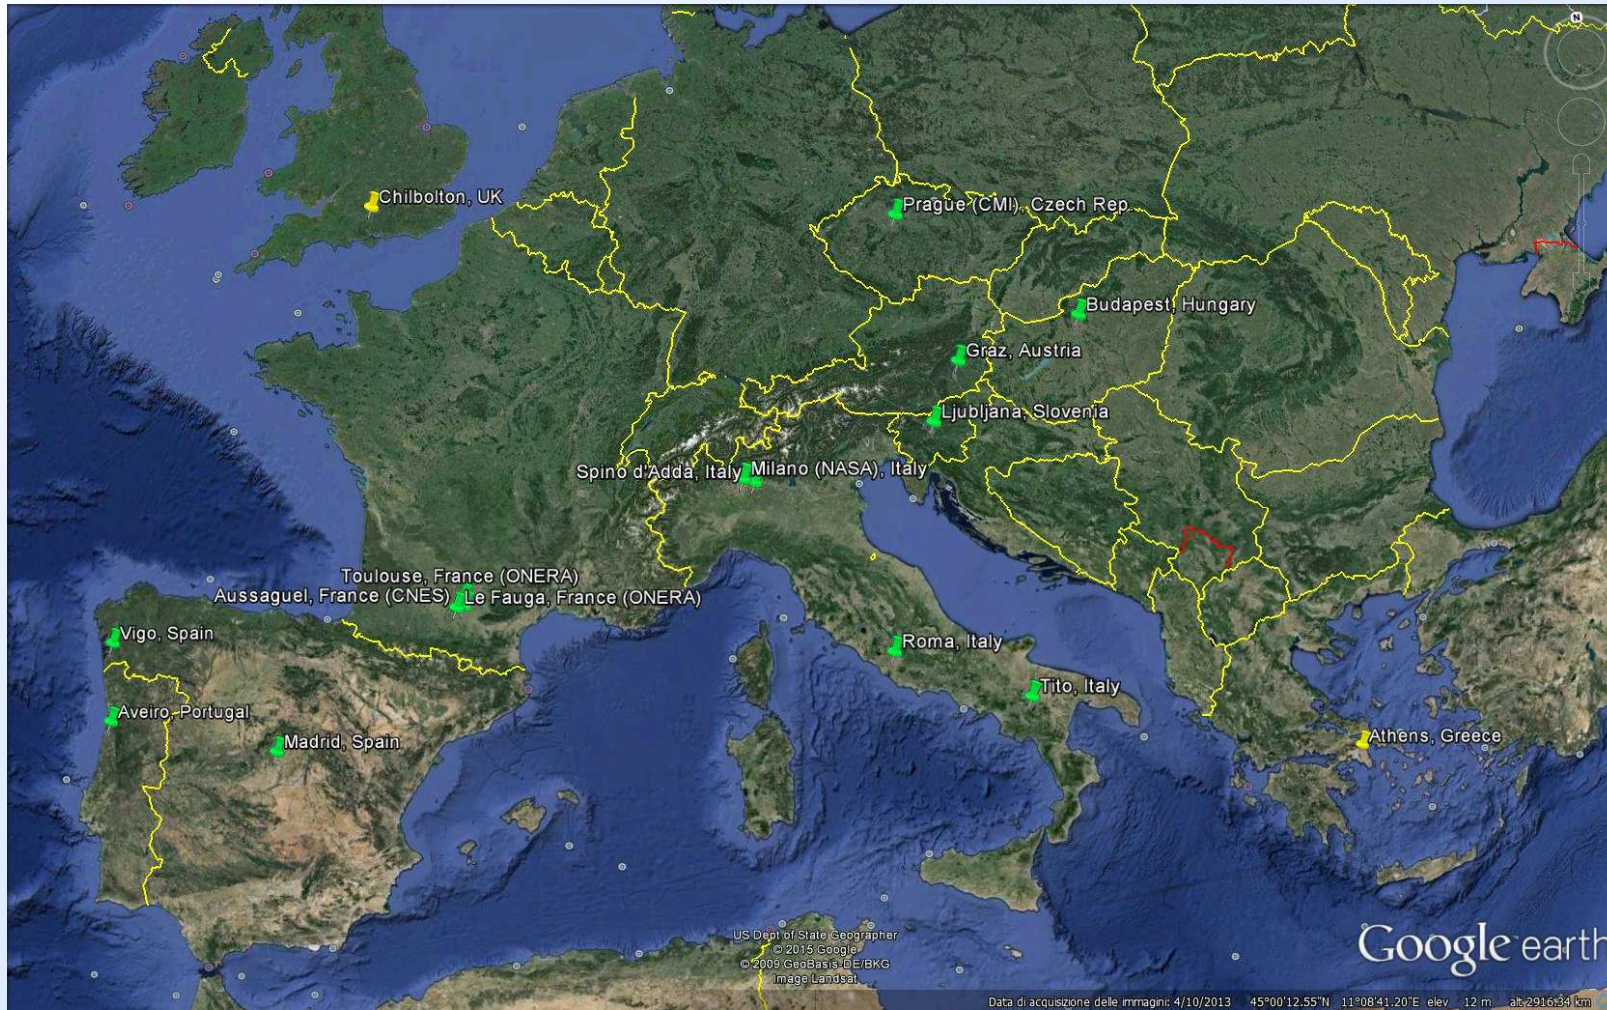 N
Chilbolton, UK
Prague (CMI), Czech Rep
Budapest, Hungary
Graz, Austria
Ljubljana, Slovenia
Spino d'Adda, Italy
Milano (NASA), Italy
Toulouse, France (ONERA)
Aussaguel, France (CNES)
Le Fauga, France (ONERA)
Vigo, Spain
Roma, Italy
Tito, Italy
Aveiro, Portugal
Madrid, Spain
Athens, Greece
US Dept of State Geographer
© 2015 Google
© 2009 GeoBasis-DE/BKG
Image Landsat
Google earth
Data di acquisizione delle immagini: 4/10/2013 45°00'12.55"N 11°08'41.20"E elev 12 m alt 2916.34 km